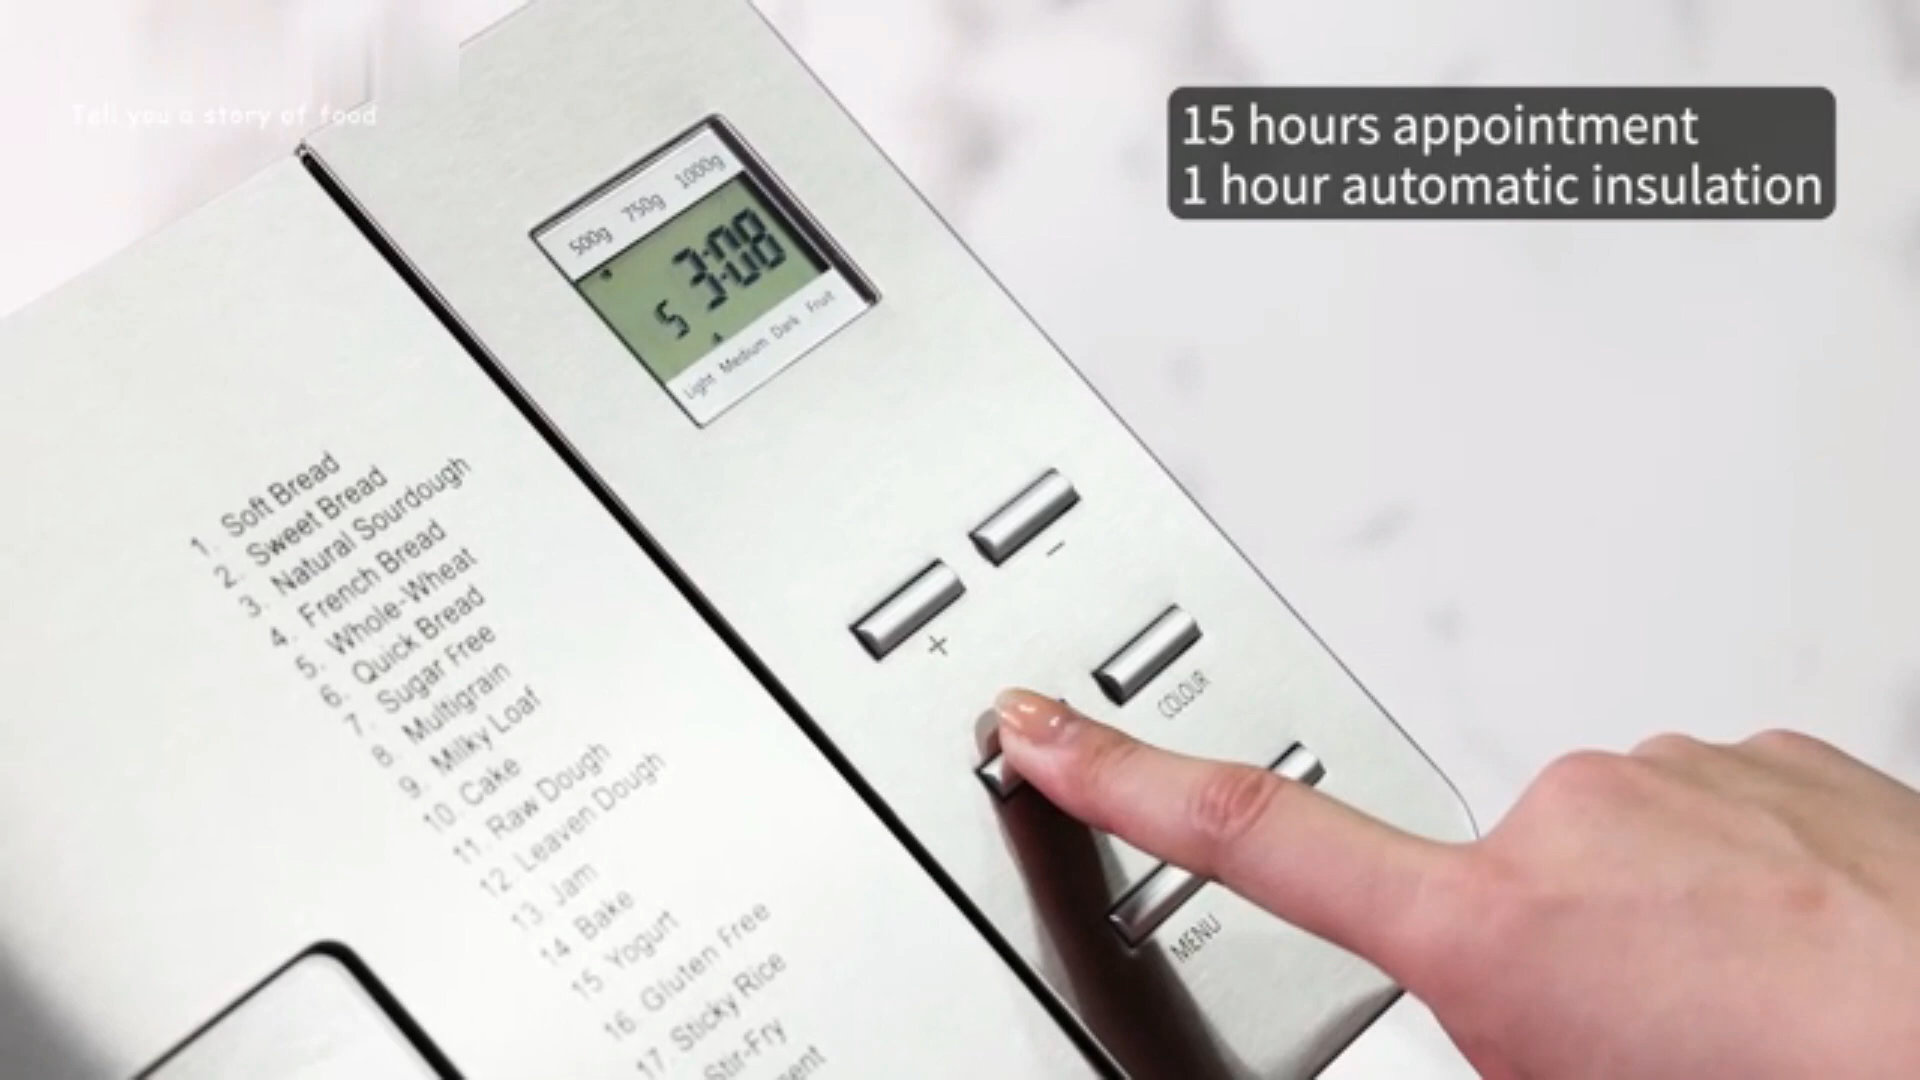 Tell you a story of food
15 hours appointment
1 hour automatic insulation
500g 750g 1000g
3:08
5
Light Medium Dark Fruit
1. Soft Bread
2. Sweet Bread
3. Natural Sourdough
4. French Bread
5. Whole-Wheat
6. Quick Bread
7. Sugar Free
8. Multigrain
9. Milky Loaf
10. Cake
11. Raw Dough
12. Leaven Dough
13. Jam
14. Bake
15. Yogurt
16. Gluten Free
17. Sticky Rice
Stir-Fry
+
−
COLOUR
MENU